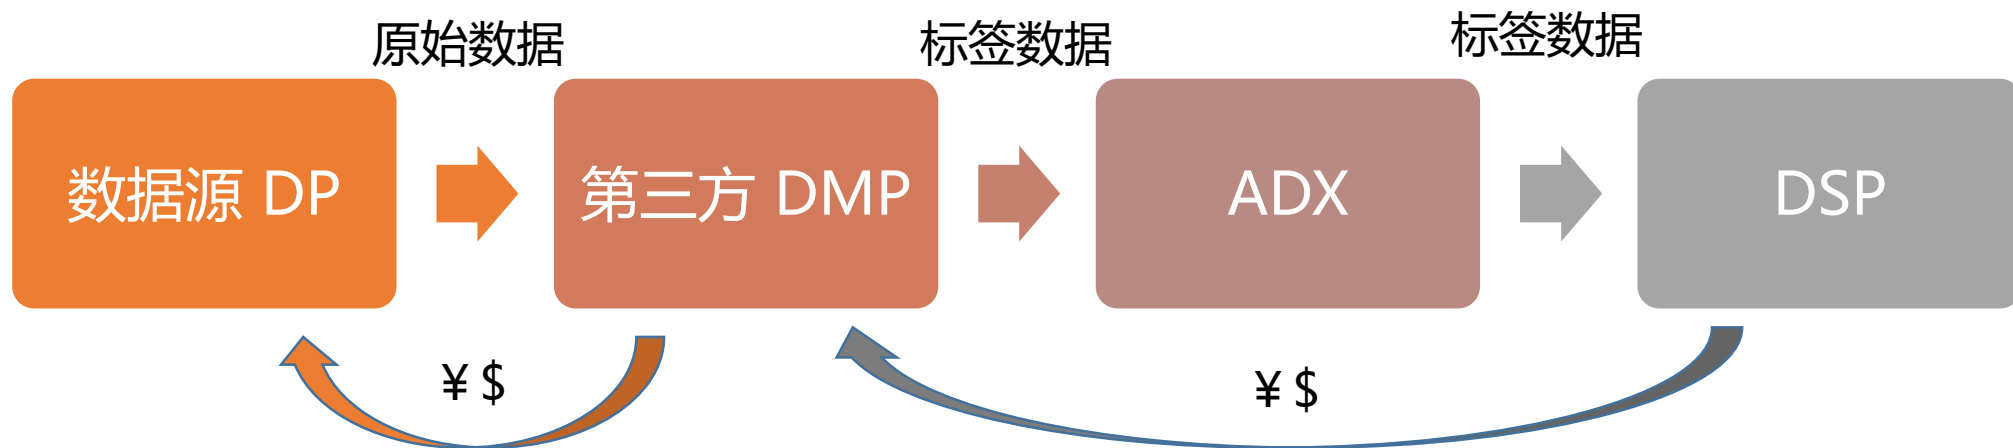 原始数据
标签数据
标签数据
数据源 DP
第三方 DMP
ADX
DSP
¥ $
¥ $